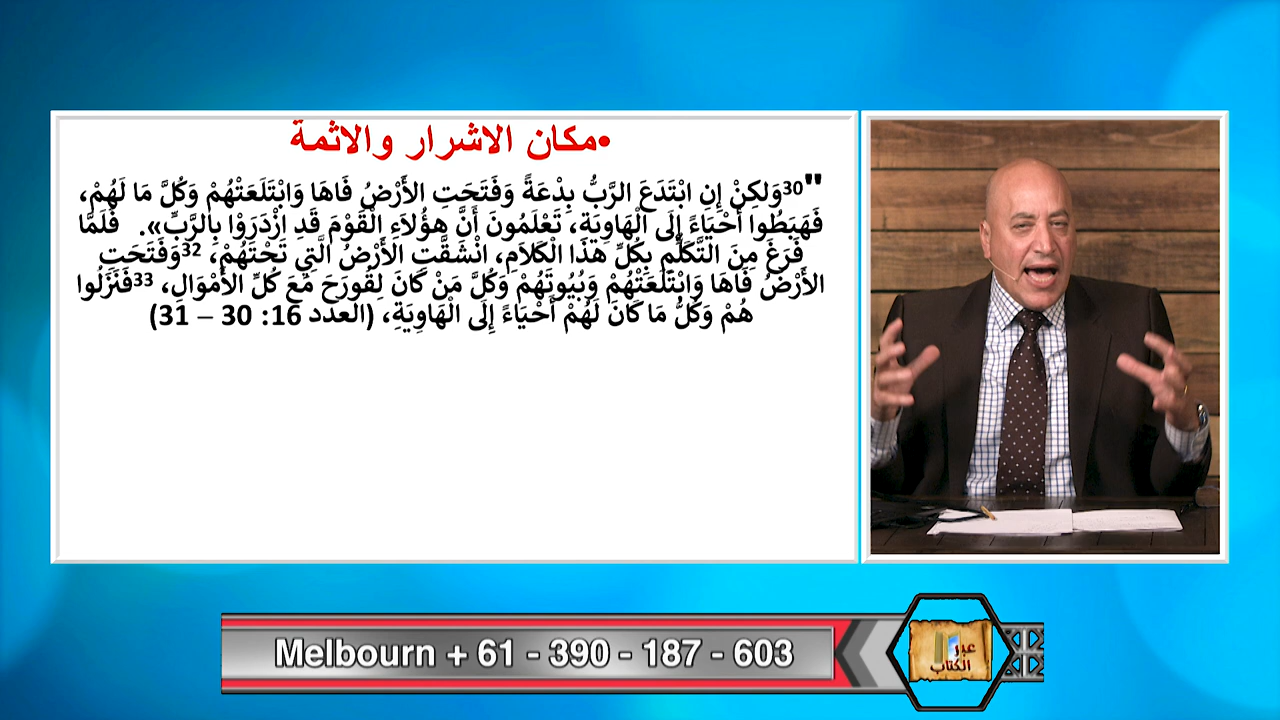 •مكان الاشرار والاثمة
"30وَلكِنْ إِنِ ابْتَدَعَ الرَّبُّ بِدْعَةً وَفَتَحَتِ الأَرْضُ فَاهَا وَابْتَلَعَتْهُمْ وَكُلَّ مَا لَهُمْ،
فَهَبَطُوا أَحْيَاءً إِلَى الْهَاوِيَةِ، تَعْلَمُونَ أَنَّ هؤُلاَءِ الْقَوْمَ قَدِ ازْدَرَوْا بِالرَّبِّ». فَلَمَّا
فَرَغَ مِنَ التَّكَلُّمِ بِكُلِّ هذَا الْكَلاَمِ، انْشَقَّتِ الأَرْضُ الَّتِي تَحْتَهُمْ، 32وَفَتَحَتِ
الأَرْضُ فَاهَا وَابْتَلَعَتْهُمْ وَبُيُوتَهُمْ وَكُلَّ مَنْ كَانَ لِقُورَحَ مَعَ كُلِّ الأَمْوَالِ، 33فَنَزَلُوا
هُمْ وَكُلُّ مَا كَانَ لَهُمْ أَحْيَاءً إِلَى الْهَاوِيَةِ، (العدد 16: 30 – 31)
Melbourn + 61 - 390 - 187 - 603
عبر
الكتاب